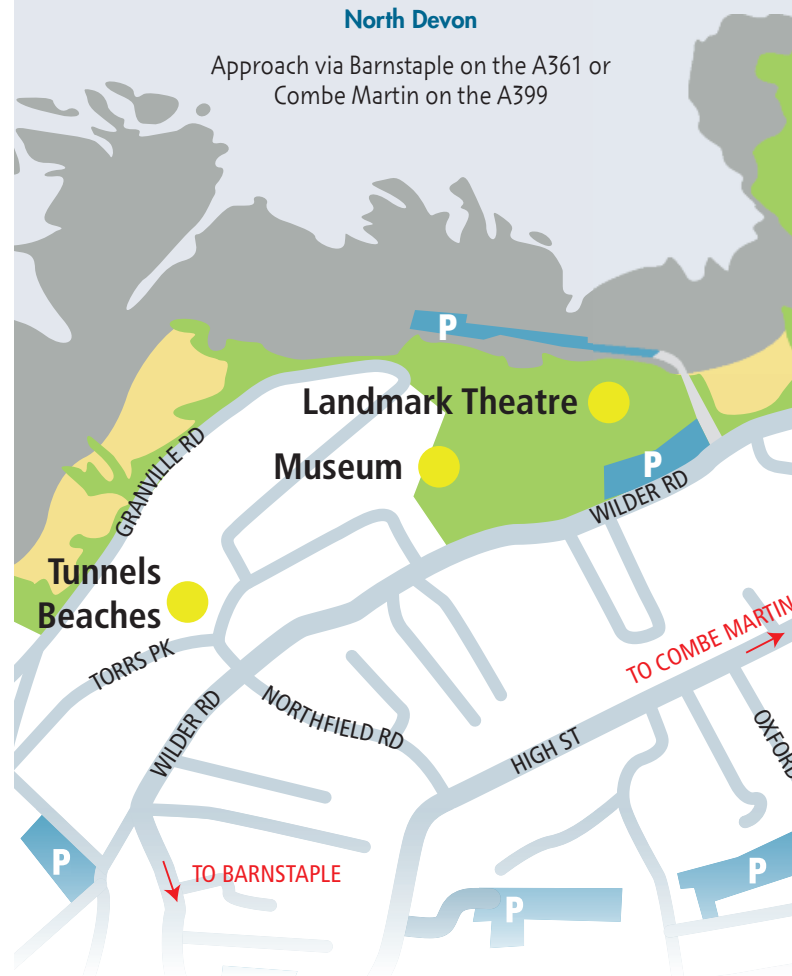 North Devon
Approach via Barnstaple on the A361 or
Combe Martin on the A399
P
Landmark Theatre
Museum
P
GRANVILLE RD
WILDER RD
Tunnels
Beaches
TO COMBE MARTIN
TORRS PK
WILDER RD
NORTHFIELD RD
HIGH ST
OXFORD
P
TO BARNSTAPLE
P
P